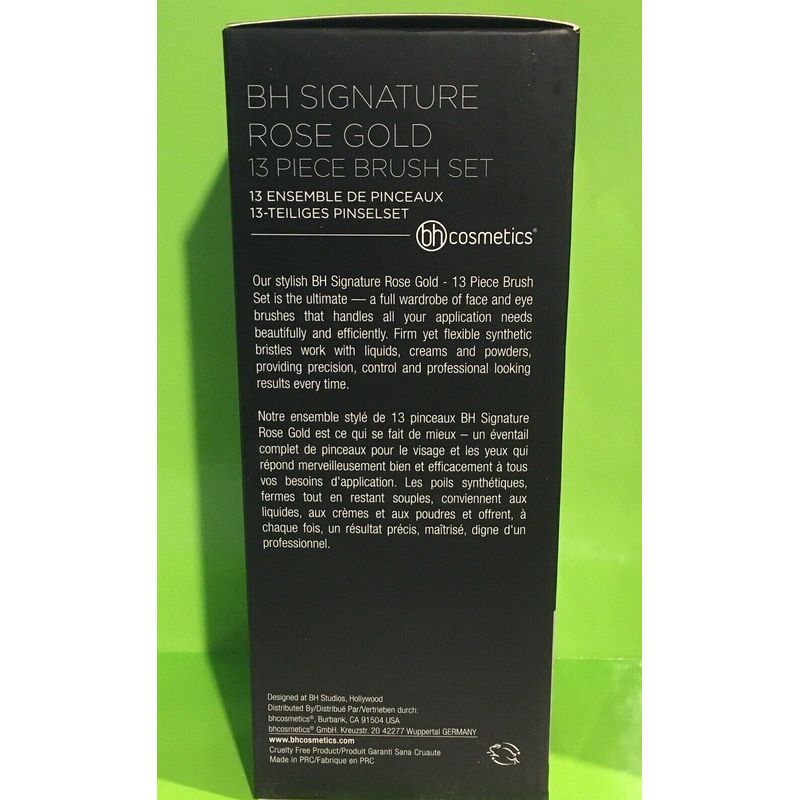 BH SIGNATURE
ROSE GOLD
13 PIECE BRUSH SET
13 ENSEMBLE DE PINCEAUX
13-TEILIGES PINSELSET
bhcosmetics®
Our stylish BH Signature Rose Gold - 13 Piece Brush
Set is the ultimate — a full wardrobe of face and eye
brushes that handles all your application needs
beautifully and efficiently. Firm yet flexible synthetic
bristles work with liquids, creams and powders,
providing precision, control and professional looking
results every time.
Notre ensemble stylé de 13 pinceaux BH Signature
Rose Gold est ce qui se fait de mieux – un éventail
complet de pinceaux pour le visage et les yeux qui
répond merveilleusement bien et efficacement à tous
vos besoins d'application. Les poils synthétiques,
fermes tout en restant souples, conviennent aux
liquides, aux crèmes et aux poudres et offrent, à
chaque fois, un résultat précis, maîtrisé, digne d'un
professionnel.
Designed at BH Studios, Hollywood
Distributed By/Distribué Par/Vertrieben durch:
bhcosmetics®, Burbank, CA 91504 USA
bhcosmetics® GmbH. Kreuzstr. 20 42277 Wuppertal GERMANY
www.bhcosmetics.com
Cruelty Free Product/Produit Garanti Sana Cruaute
Made in PRC/Fabrique en PRC